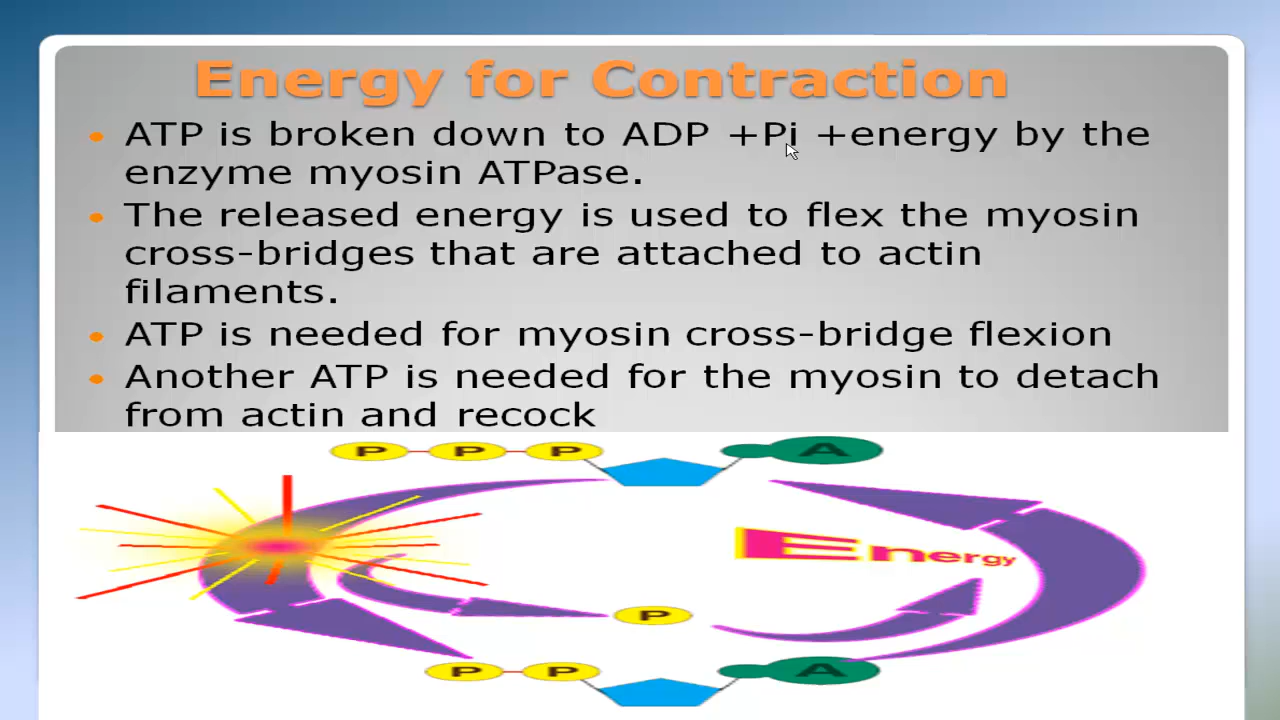 Energy for Contraction
• ATP is broken down to ADP +Pi +energy by the
enzyme myosin ATPase.
• The released energy is used to flex the myosin
cross-bridges that are attached to actin
filaments.
• ATP is needed for myosin cross-bridge flexion
• Another ATP is needed for the myosin to detach
from actin and recock
P P P A
Energy
P
P P A